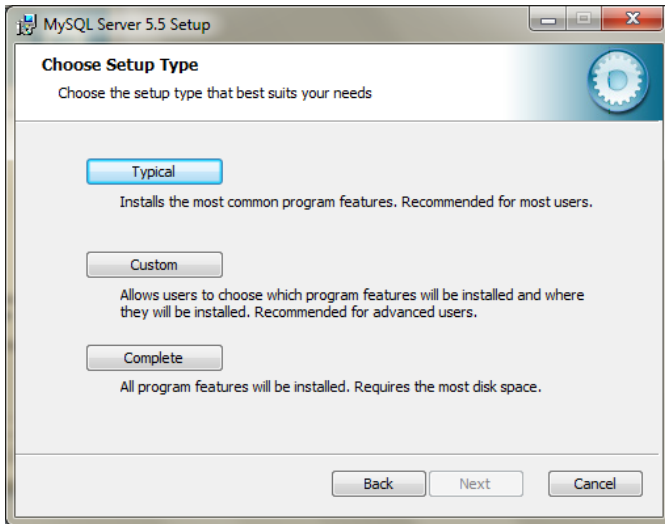 MySQL Server 5.5 Setup
Choose Setup Type
Choose the setup type that best suits your needs
Typical
Installs the most common program features. Recommended for most users.
Custom
Allows users to choose which program features will be installed and where
they will be installed. Recommended for advanced users.
Complete
All program features will be installed. Requires the most disk space.
Back Next Cancel